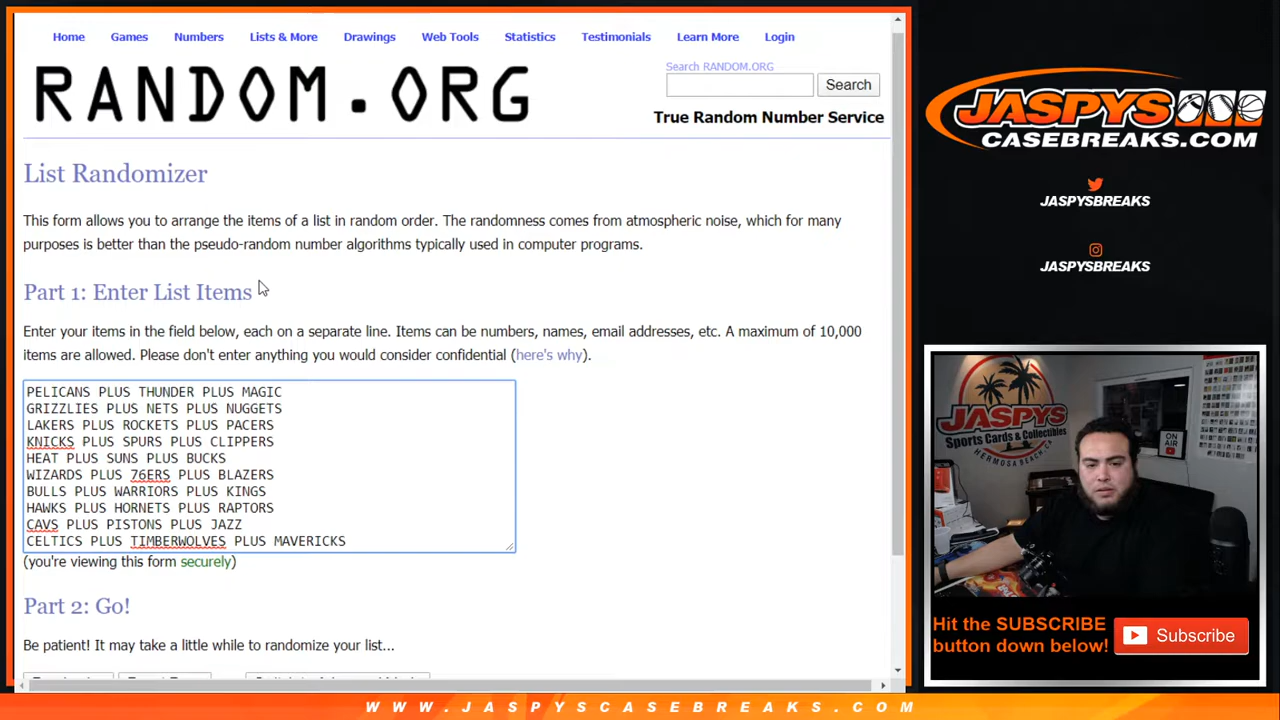 Home Games Numbers Lists & More Drawings Web Tools Statistics Testimonials Learn More Login
RANDOM.ORG
Search RANDOM.ORG
Search
True Random Number Service
List Randomizer
This form allows you to arrange the items of a list in random order. The randomness comes from atmospheric noise, which for many
purposes is better than the pseudo-random number algorithms typically used in computer programs.
Part 1: Enter List Items
Enter your items in the field below, each on a separate line. Items can be numbers, names, email addresses, etc. A maximum of 10,000
items are allowed. Please don't enter anything you would consider confidential (here's why).
PELICANS PLUS THUNDER PLUS MAGIC
GRIZZLIES PLUS NETS PLUS NUGGETS
LAKERS PLUS ROCKETS PLUS PACERS
KNICKS PLUS SPURS PLUS CLIPPERS
HEAT PLUS SUNS PLUS BUCKS
WIZARDS PLUS 76ERS PLUS BLAZERS
BULLS PLUS WARRIORS PLUS KINGS
HAWKS PLUS HORNETS PLUS RAPTORS
CAVS PLUS PISTONS PLUS JAZZ
CELTICS PLUS TIMBERWOLVES PLUS MAVERICKS
(you're viewing this form securely)
Part 2: Go!
Be patient! It may take a little while to randomize your list...
JASPYS
CASEBREAKS.COM
JASPYSBREAKS
JASPYSBREAKS
JASPYS
Sports Cards & Collectibles
HERMOSA BEACH, CA
ON AIR
Hit the SUBSCRIBE
button down below!
Subscribe
WWW.JASPYSCASEBREAKS.COM